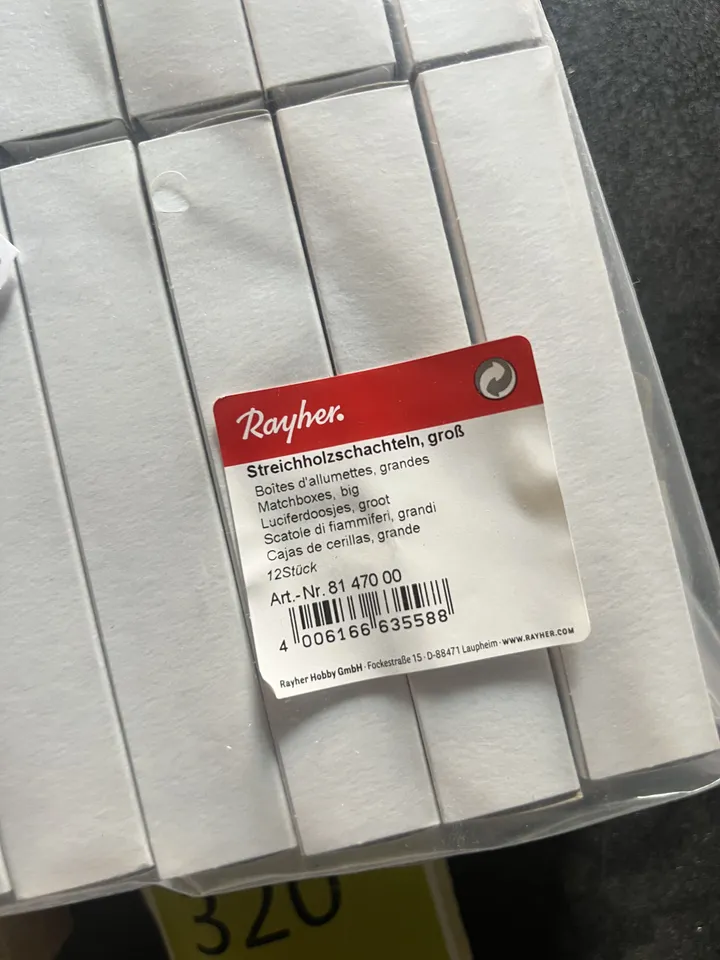 Rayher.
Streichholzschachteln, groß
Boîtes d'allumettes, grandes
Matchboxes, big
Luciferdoosjes, groot
Scatole di fiammiferi, grandi
Cajas de cerillas, grande
12Stück
Art.-Nr. 81 470 00
4 006166 635588
Rayher Hobby GmbH · Fockestraße 15 · D-88471 Laupheim · www.RAYHER.COM
320